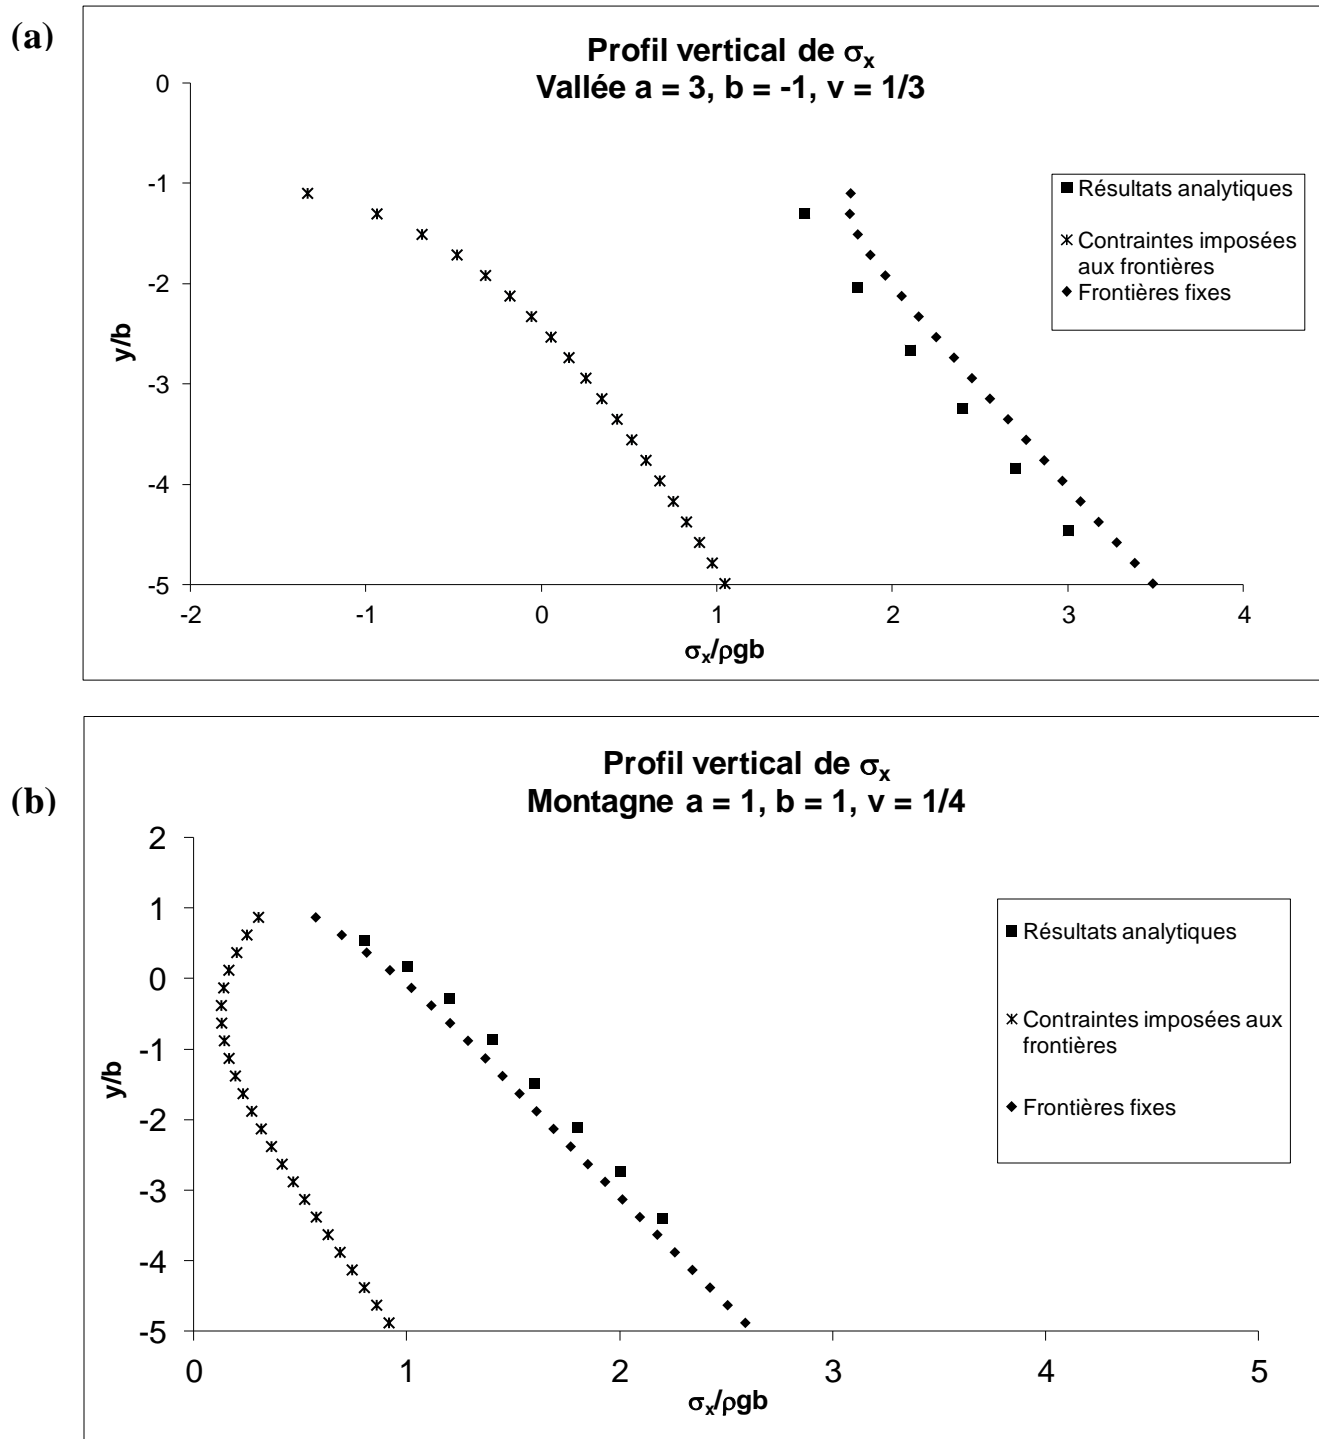 (a)
Profil vertical de σx
Vallée a = 3, b = -1, ν = 1/3
0
-1
-2
-3
-4
-5
y/b
Résultats analytiques
Contraintes imposées
aux frontières
Frontières fixes
-2
-1
0
1
2
3
4
σx/ρgb
(b)
Profil vertical de σx
Montagne a = 1, b = 1, ν = 1/4
2
1
0
-1
-2
-3
-4
-5
y/b
Résultats analytiques
Contraintes imposées aux
frontières
Frontières fixes
0
1
2
3
4
5
σx/ρgb